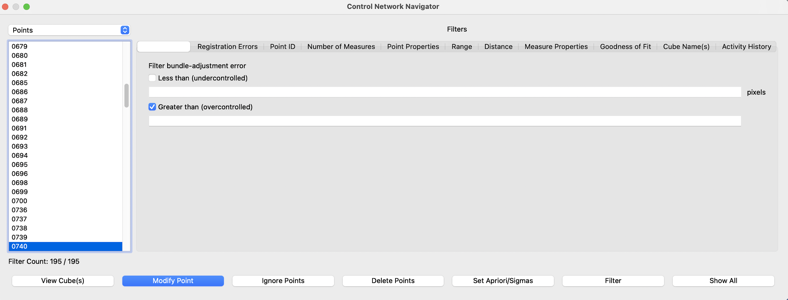 Control Network Navigator
Points
Filters
0679
0680
0681
0682
0685
0686
0687
0688
0689
0691
0692
0693
0694
0695
0696
0698
0699
0700
0736
0737
0738
0739
0740
Registration Errors Point ID Number of Measures Point Properties Range Distance Measure Properties Goodness of Fit Cube Name(s) Activity History
Filter bundle-adjustment error
Less than (undercontrolled)
pixels
Greater than (overcontrolled)
Filter Count: 195 / 195
View Cube(s) Modify Point Ignore Points Delete Points Set Apriori/Sigmas Filter Show All